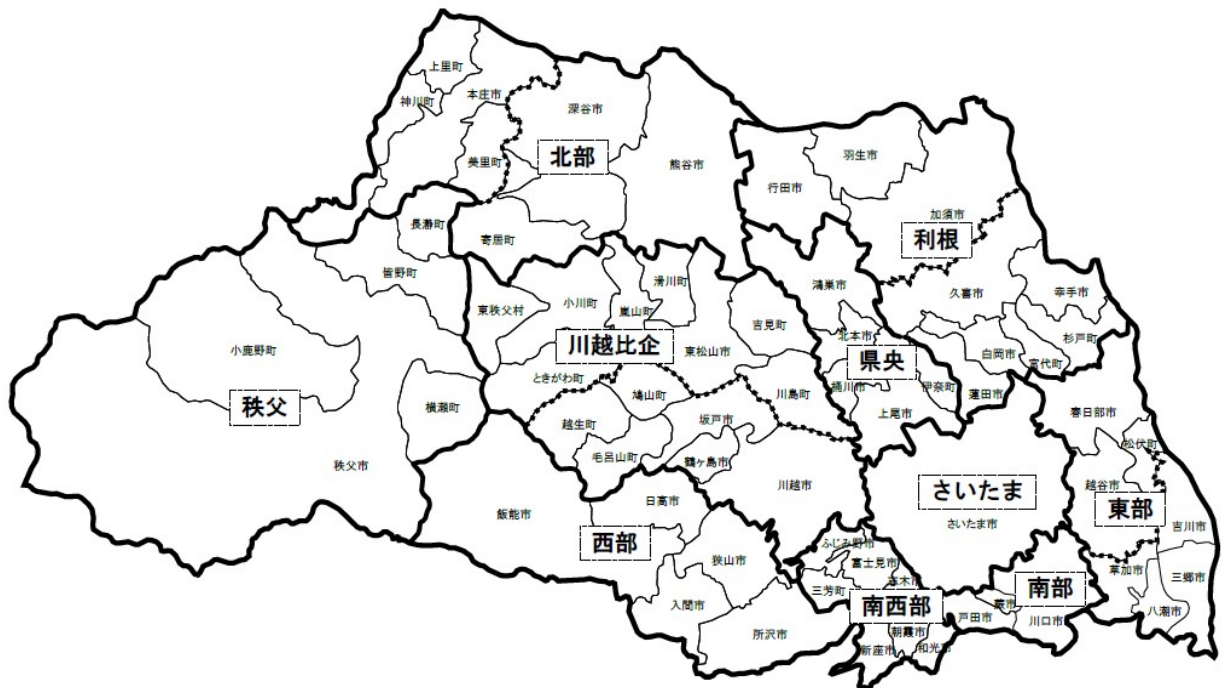 上里町
神川町
本庄市
美里町
深谷市
北部
熊谷市
寄居町
長瀞町
皆野町
小鹿野町
秩父
横瀬町
秩父市
東秩父村
小川町
嵐山町
滑川町
吉見町
川越比企
東松山市
ときがわ町
鳩山町
川島町
越生町
坂戸市
毛呂山町
鶴ヶ島市
川越市
行田市
羽生市
加須市
利根
久喜市
幸手市
杉戸町
宮代町
白岡市
蓮田市
鴻巣市
北本市
県央
桶川市
伊奈町
上尾市
さいたま
さいたま市
春日部市
松伏町
越谷市
東部
吉川市
草加市
三郷市
八潮市
飯能市
日高市
西部
狭山市
入間市
所沢市
ふじみ野市
富士見市
三芳町
志木市
南西部
朝霞市
新座市
和光市
南部
蕨市
戸田市
川口市